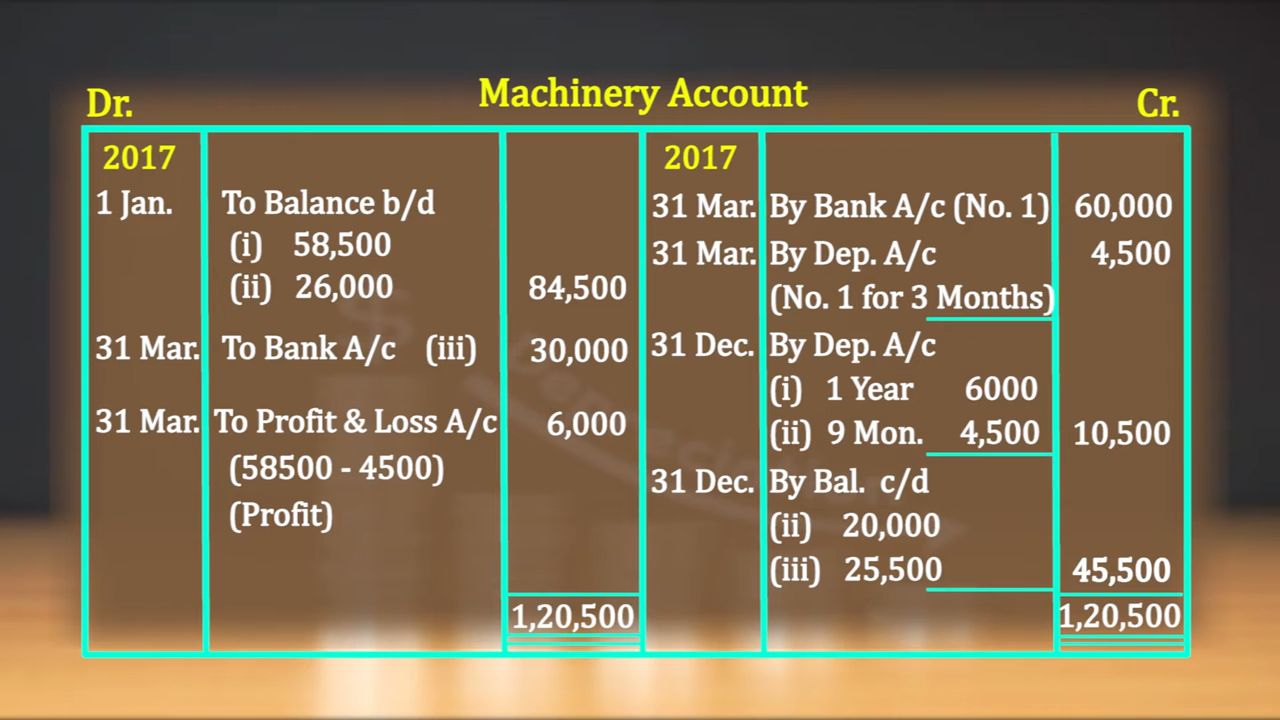 Machinery Account
Dr.
Cr.
2017
1 Jan. To Balance b/d
(i) 58,500
(ii) 26,000 84,500
31 Mar. To Bank A/c (iii) 30,000
31 Mar. To Profit & Loss A/c 6,000
(58500 - 4500)
(Profit)
1,20,500
2017
31 Mar. By Bank A/c (No. 1) 60,000
31 Mar. By Dep. A/c 4,500
(No. 1 for 3 Months)
31 Dec. By Dep. A/c
(i) 1 Year 6000
(ii) 9 Mon. 4,500 10,500
31 Dec. By Bal. c/d
(ii) 20,000
(iii) 25,500 45,500
1,20,500
Depreciation